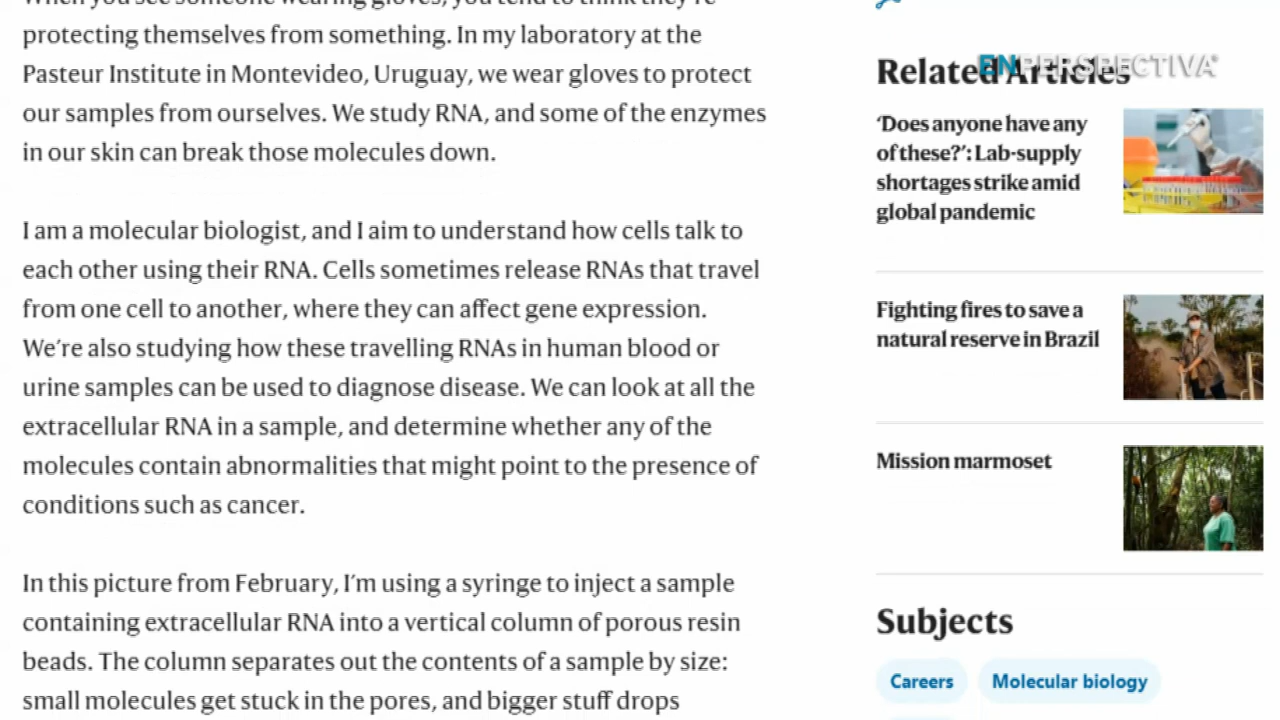 When you see someone wearing gloves, you tend to think they're
protecting themselves from something. In my laboratory at the
Pasteur Institute in Montevideo, Uruguay, we wear gloves to protect
our samples from ourselves. We study RNA, and some of the enzymes
in our skin can break those molecules down.
I am a molecular biologist, and I aim to understand how cells talk to
each other using their RNA. Cells sometimes release RNAs that travel
from one cell to another, where they can affect gene expression.
We’re also studying how these travelling RNAs in human blood or
urine samples can be used to diagnose disease. We can look at all the
extracellular RNA in a sample, and determine whether any of the
molecules contain abnormalities that might point to the presence of
conditions such as cancer.
In this picture from February, I’m using a syringe to inject a sample
containing extracellular RNA into a vertical column of porous resin
beads. The column separates out the contents of a sample by size:
small molecules get stuck in the pores, and bigger stuff drops
ENPERSPECTIVA
Related Articles
‘Does anyone have any
of these?’: Lab-supply
shortages strike amid
global pandemic
Fighting fires to save a
natural reserve in Brazil
Mission marmoset
Subjects
Careers
Molecular biology